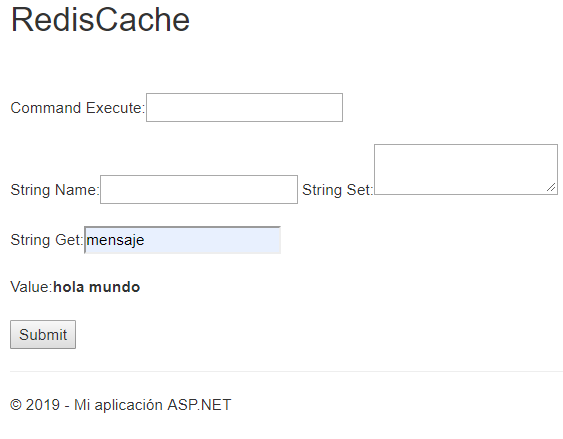 RedisCache
Command Execute:
String Name: String Set:
String Get:mensaje
Value:hola mundo
Submit
© 2019 - Mi aplicación ASP.NET